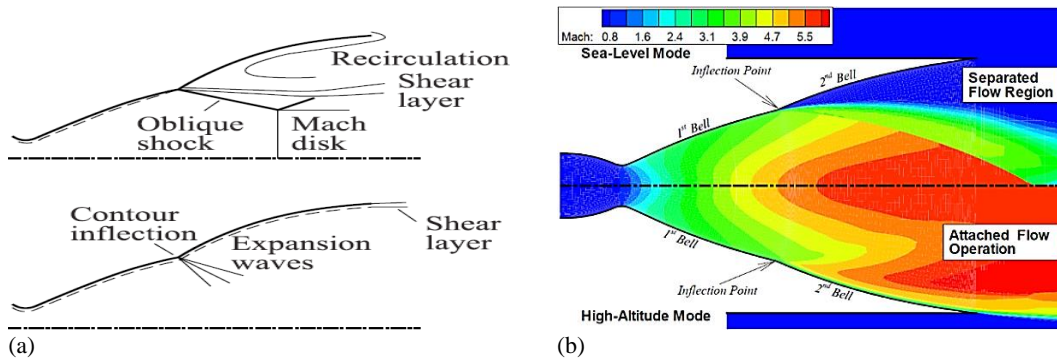 Recirculation
Shear
layer
Oblique
shock
Mach
disk
Contour
inflection
Expansion
waves
Shear
layer
(a)
Mach: 0.8 1.6 2.4 3.1 3.9 4.7 5.5
Sea-Level Mode
Inflection Point
2nd Bell
Separated
Flow Region
1st Bell
1st Bell
Attached Flow
Operation
Inflection Point
2nd Bell
High-Altitude Mode
(b)